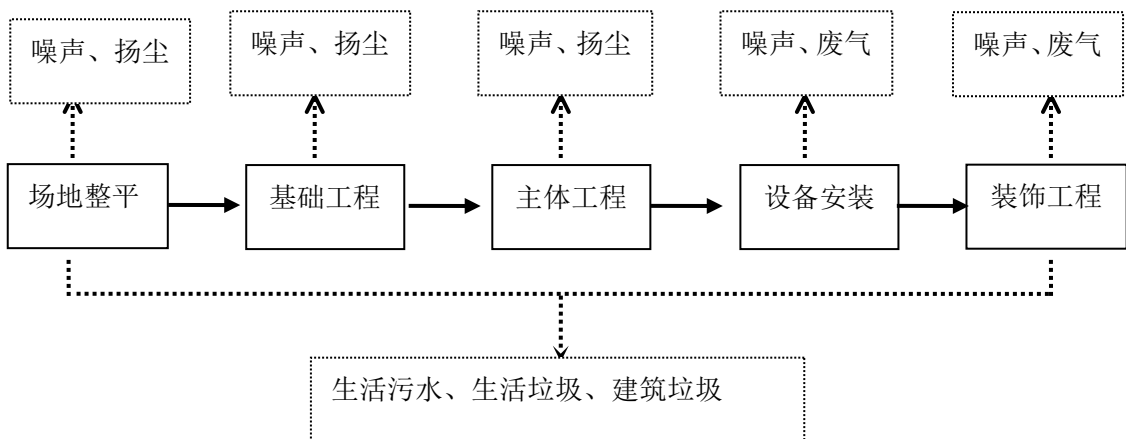 噪声、扬尘
噪声、扬尘
噪声、扬尘
噪声、废气
噪声、废气
场地整平
基础工程
主体工程
设备安装
装饰工程
生活污水、生活垃圾、建筑垃圾